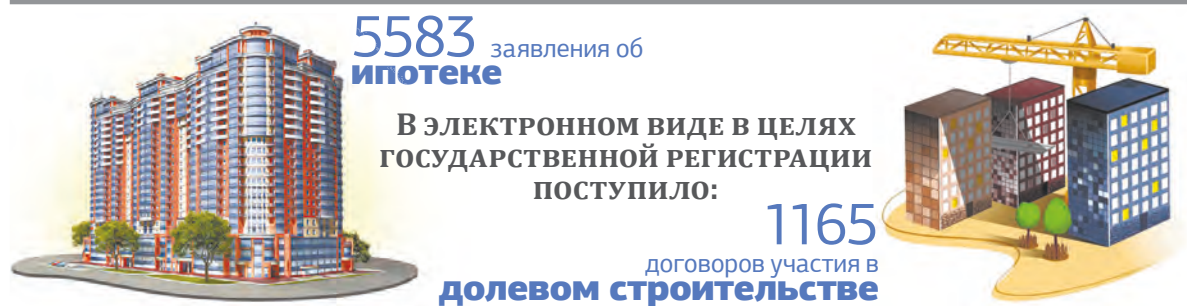 5583 заявления об
ипотеке
В ЭЛЕКТРОННОМ ВИДЕ В ЦЕЛЯХ
ГОСУДАРСТВЕННОЙ РЕГИСТРАЦИИ
ПОСТУПИЛО:
1165
договоров участия в
долевом строительстве